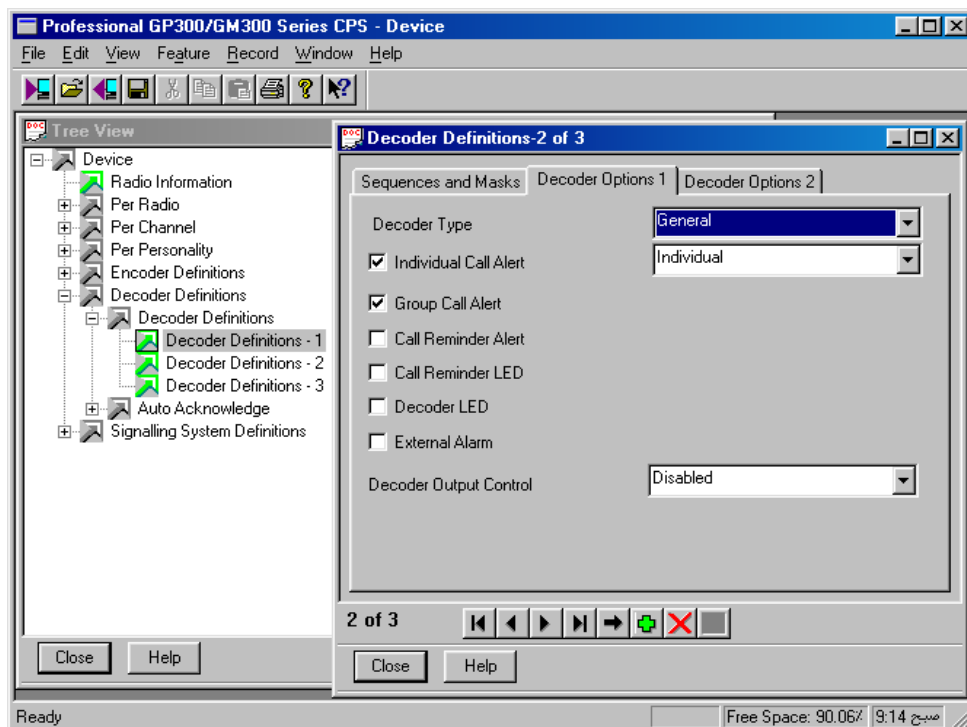 Professional GP300/GM300 Series CPS - Device
File Edit View Feature Record Window Help
Tree View
Device
Radio Information
Per Radio
Per Channel
Per Personality
Encoder Definitions
Decoder Definitions
Decoder Definitions
Decoder Definitions - 1
Decoder Definitions - 2
Decoder Definitions - 3
Auto Acknowledge
Signalling System Definitions
Close Help
Decoder Definitions-2 of 3
Sequences and Masks Decoder Options 1 Decoder Options 2
Decoder Type General
Individual Call Alert Individual
Group Call Alert
Call Reminder Alert
Call Reminder LED
Decoder LED
External Alarm
Decoder Output Control Disabled
2 of 3
Close Help
Ready Free Space: 90.06٪ 9:14 صبح